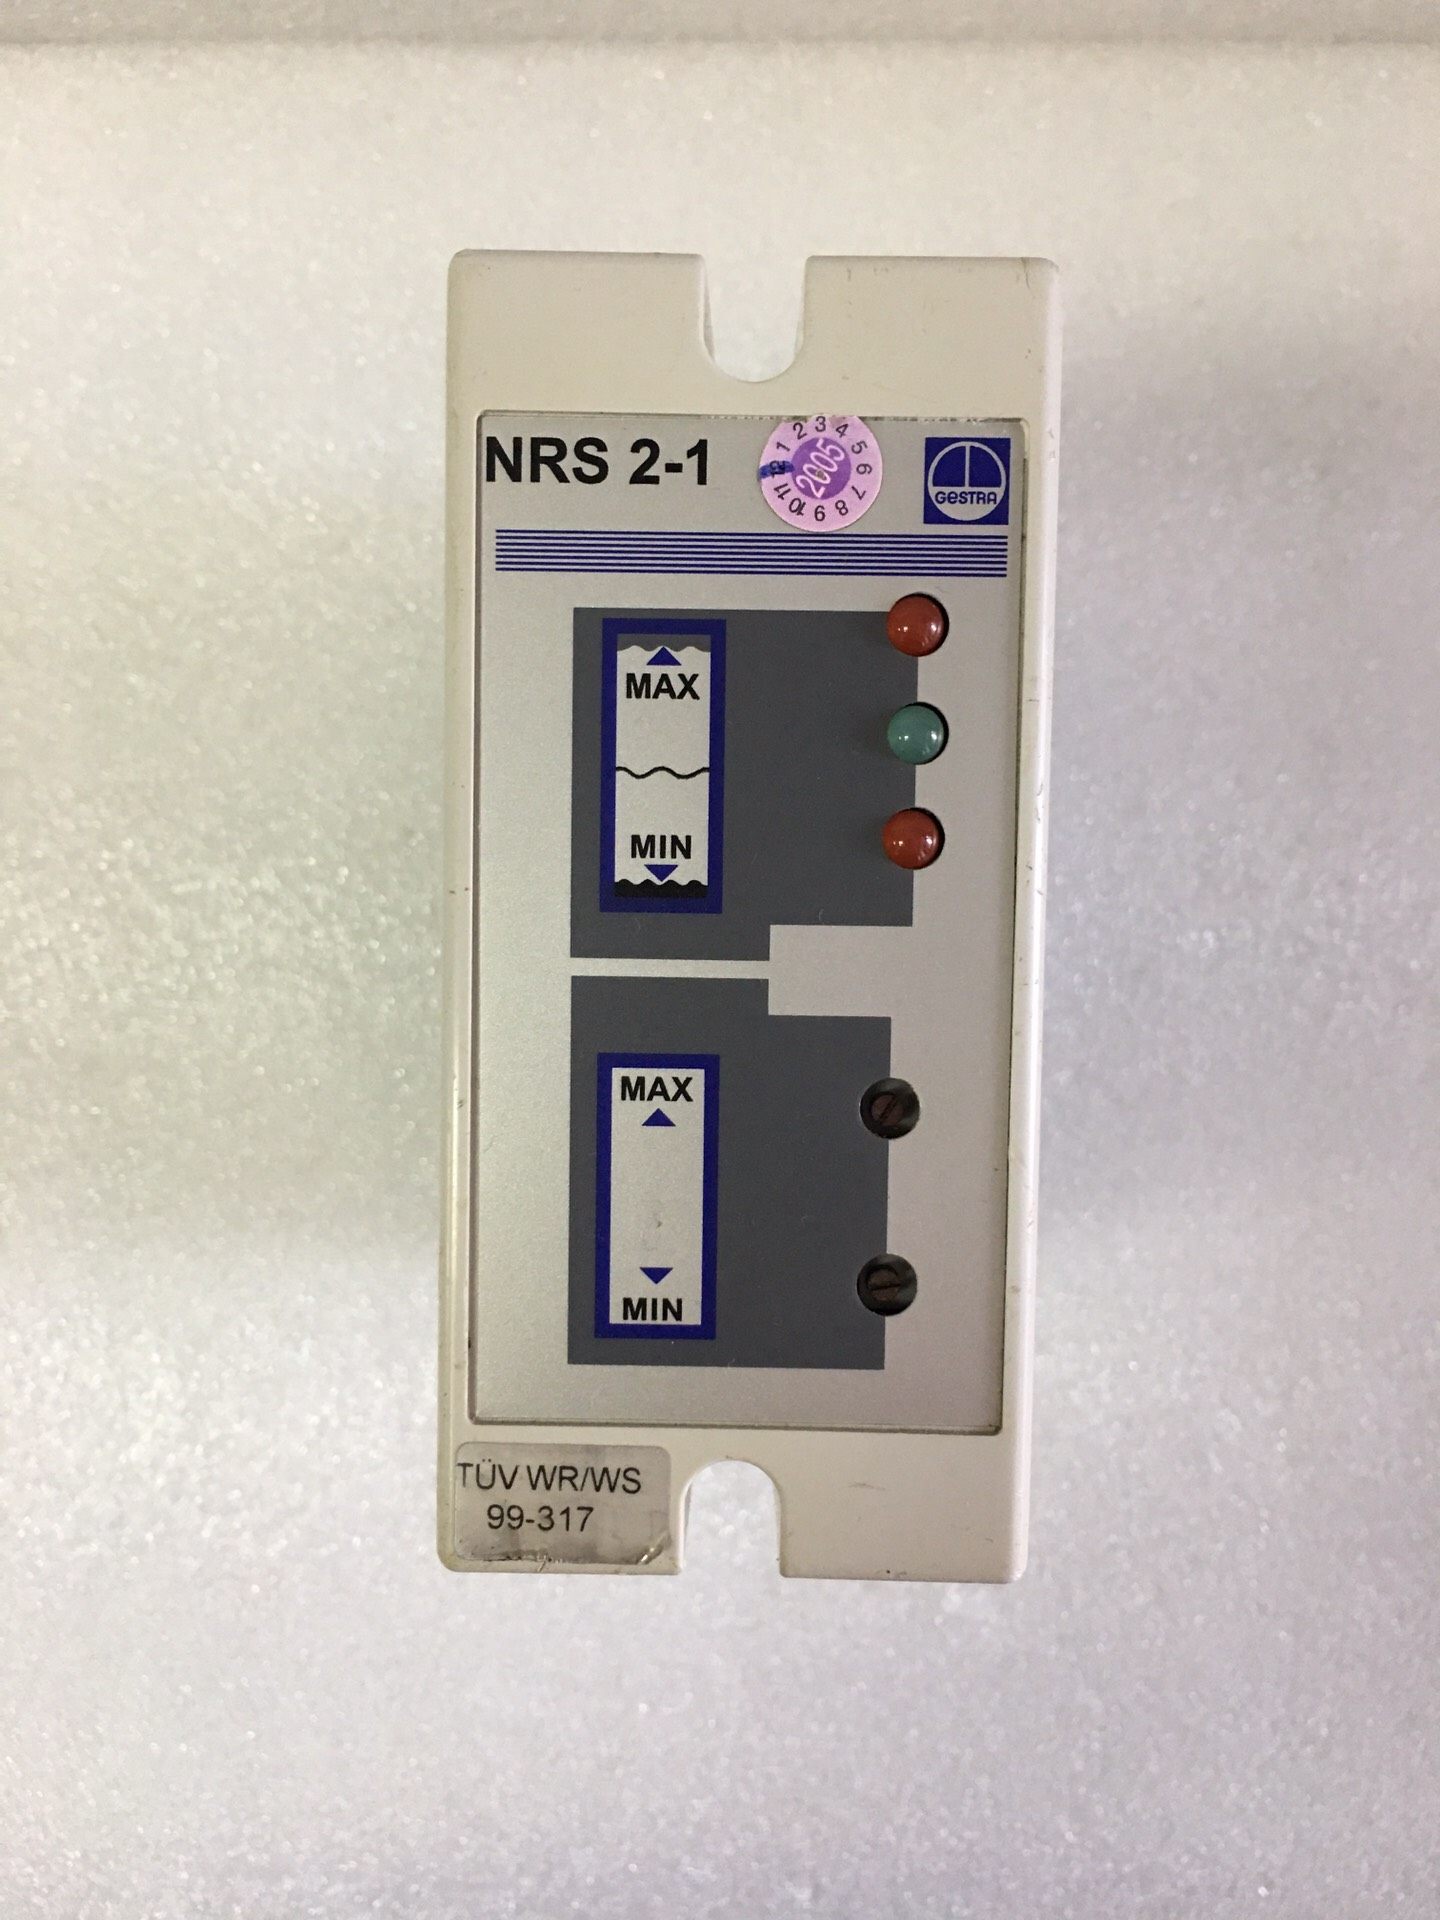 NRS 2-1
1 2 3 4 5 6 7 8 9 10 11 12
2005
GESTRA
MAX
MIN
MAX
MIN
TÜV WR/WS
99-317